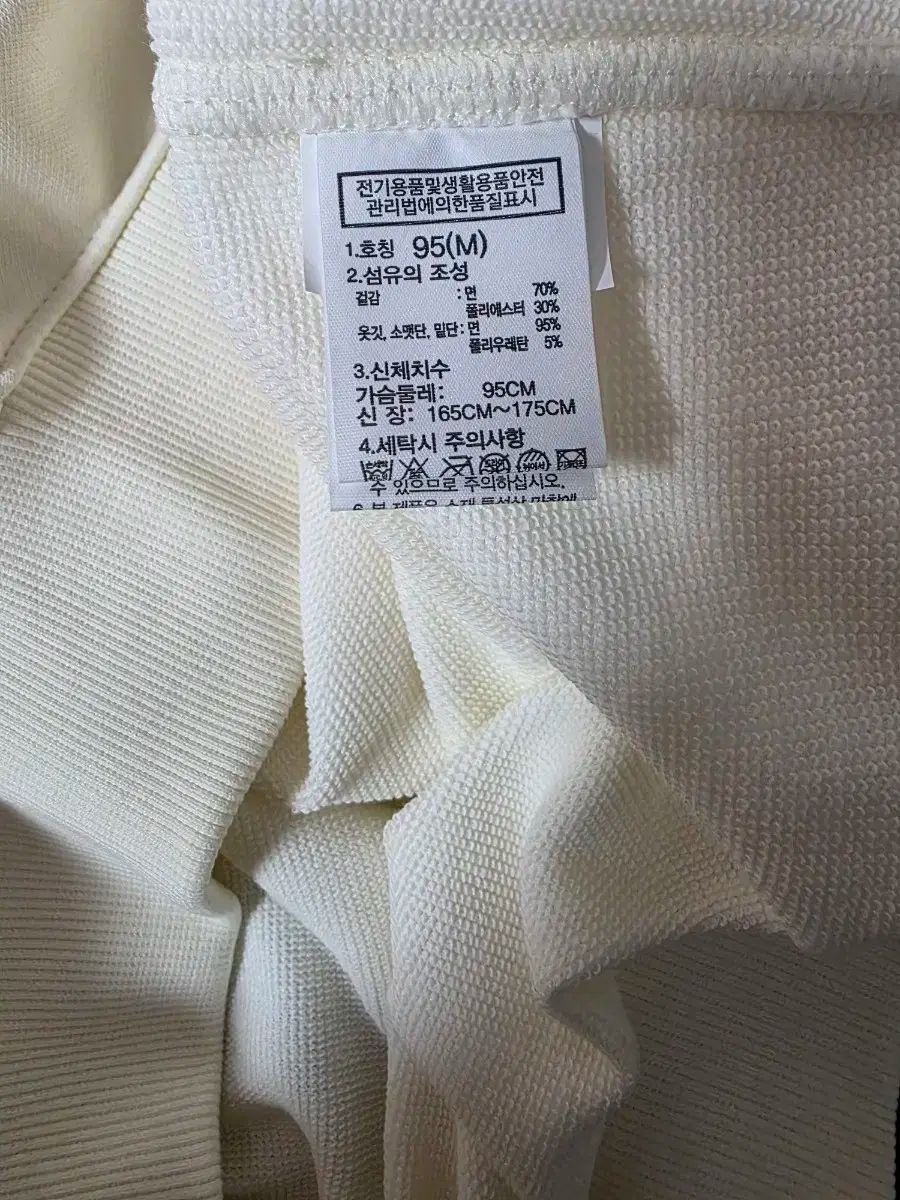 전기용품및생활용품안전
관리법에의한품질표시
1.호칭 95(M)
2.섬유의 조성
겉감 : 면 70%
폴리에스터 30%
옷깃, 소맷단, 밑단 : 면 95%
폴리우레탄 5%
3.신체치수
가슴둘레: 95CM
신 장: 165CM~175CM
4.세탁시 주의사항
수 있으므로 주의하십시오.